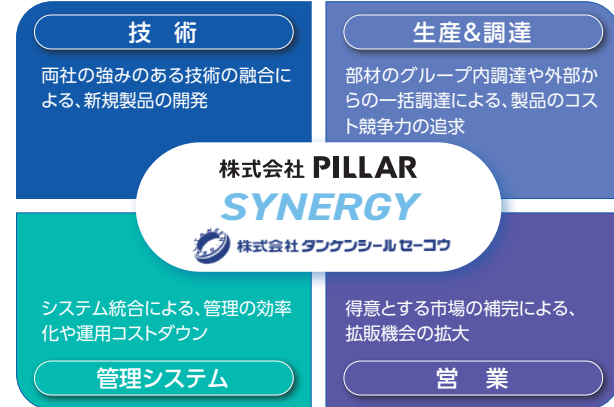 技 術
両社の強みのある技術の融合に
よる、新規製品の開発
生産&調達
部材のグループ内調達や外部か
らの一括調達による、製品のコス
ト競争力の追求
株式会社 PILLAR
SYNERGY
株式会社 タンケンシールセーコウ
システム統合による、管理の効率
化や運用コストダウン
管理システム
得意とする市場の補完による、
拡販機会の拡大
営 業